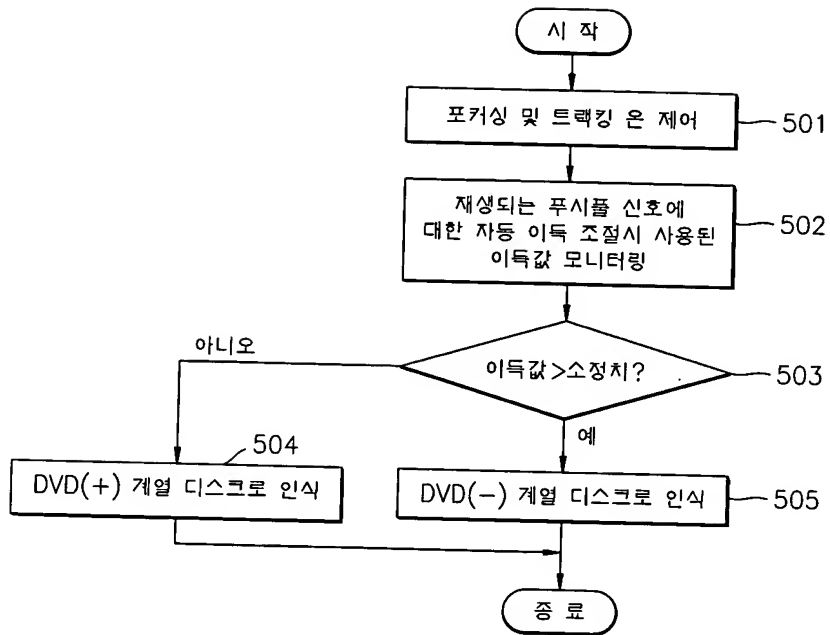 시 작
포커싱 및 트랙킹 온 제어
501
재생되는 푸시풀 신호에
대한 자동 이득 조절시 사용된
이득값 모니터링
502
이득값>소정치?
503
아니오
예
504
DVD(+) 계열 디스크로 인식
DVD(-) 계열 디스크로 인식
505
종 료